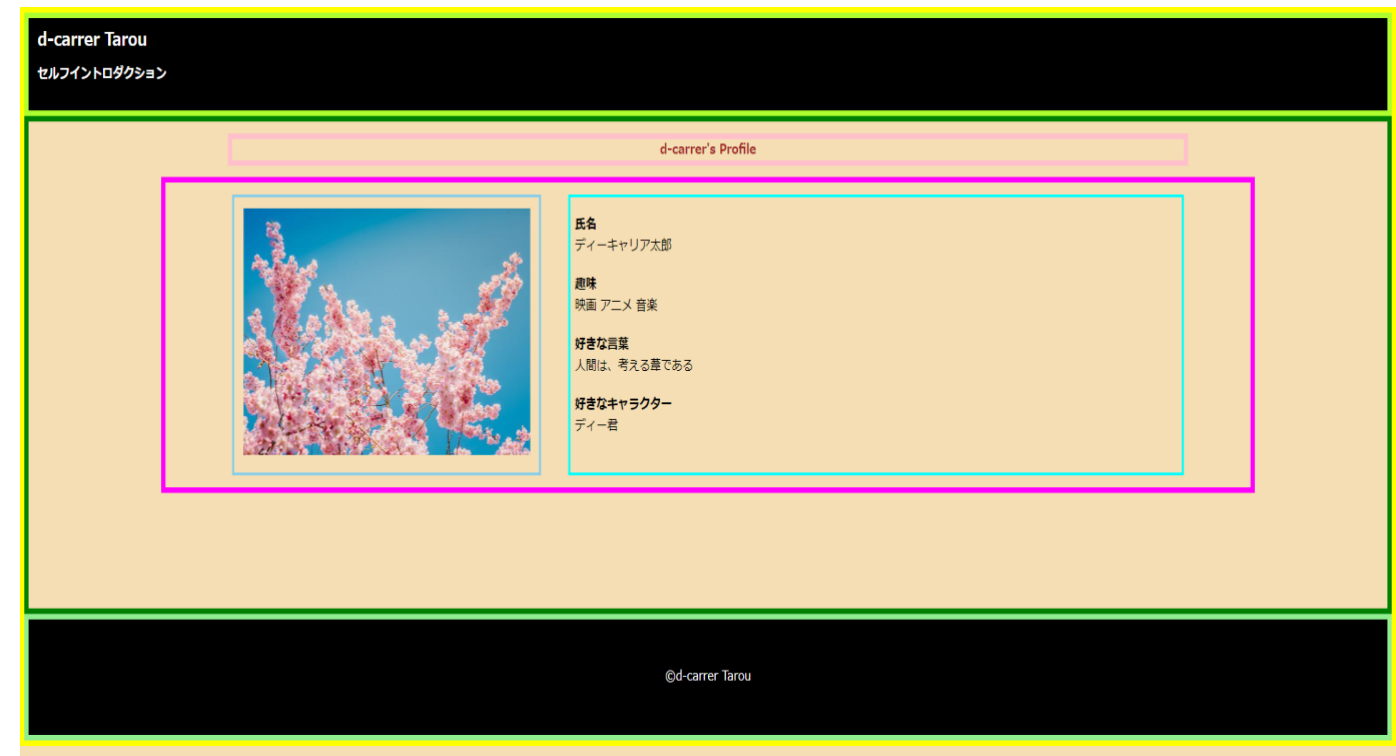 d-carrer Tarou
セルフイントロダクション
d-carrer's Profile
氏名
ディーキャリア太郎
趣味
映画 アニメ 音楽
好きな言葉
人間は、考える葦である
好きなキャラクター
ディー君
©d-carrer Tarou